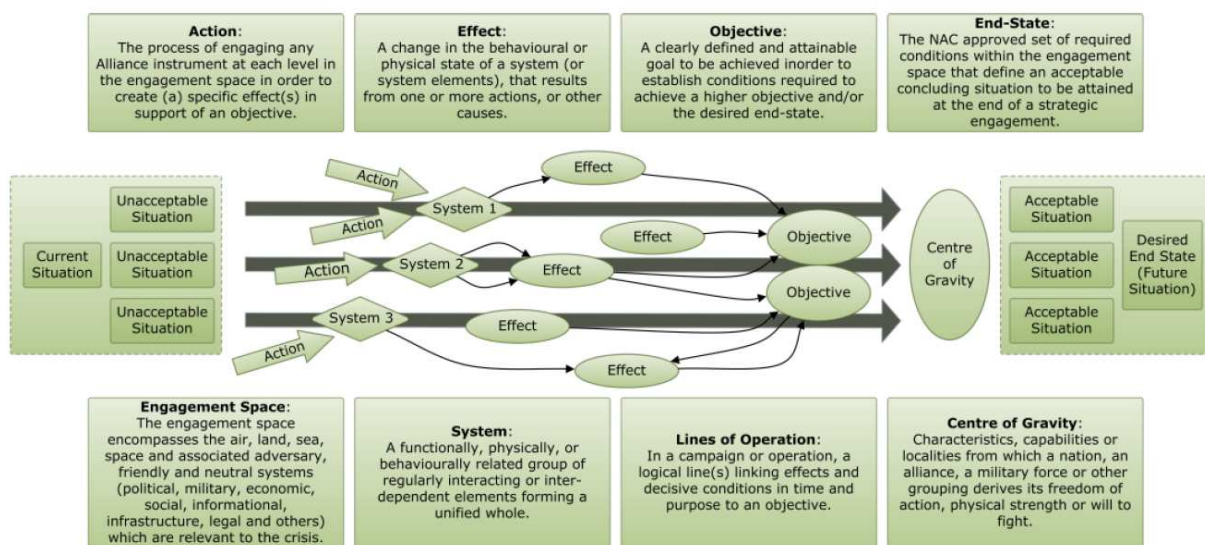 Action:
The process of engaging any
Alliance instrument at each level in
the engagement space in order to
create (a) specific effect(s) in
support of an objective.
Effect:
A change in the behavioural or
physical state of a system (or
system elements), that results
from one or more actions, or other
causes.
Objective:
A clearly defined and attainable
goal to be achieved inorder to
establish conditions required to
achieve a higher objective and/or
the desired end-state.
End-State:
The NAC approved set of required
conditions within the engagement
space that define an acceptable
concluding situation to be attained
at the end of a strategic
engagement.
Current
Situation
Unacceptable
Situation
Unacceptable
Situation
Unacceptable
Situation
Action
Action
Action
Action
System 1
System 2
System 3
Effect
Effect
Effect
Effect
Effect
Objective
Objective
Centre
of
Gravity
Acceptable
Situation
Acceptable
Situation
Acceptable
Situation
Desired
End State
(Future
Situation)
Engagement Space:
The engagement space
encompasses the air, land, sea,
space and associated adversary,
friendly and neutral systems
(political, military, economic,
social, informational,
infrastructure, legal and others)
which are relevant to the crisis.
System:
A functionally, physically, or
behaviourally related group of
regularly interacting or inter-
dependent elements forming a
unified whole.
Lines of Operation:
In a campaign or operation, a
logical line(s) linking effects and
decisive conditions in time and
purpose to an objective.
Centre of Gravity:
Characteristics, capabilities or
localities from which a nation, an
alliance, a military force or other
grouping derives its freedom of
action, physical strength or will to
fight.